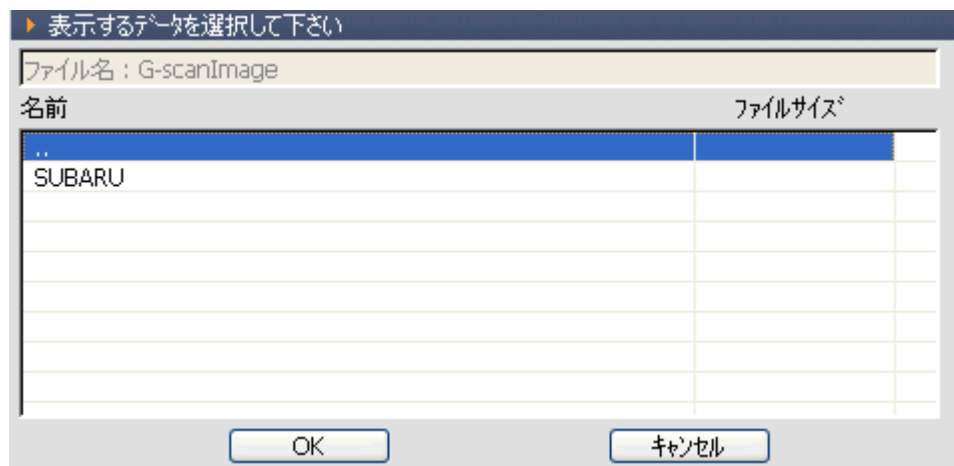 表示するﾃﾞｰﾀを選択して下さい
ファイル名：G-scanImage
名前 ﾌｧｲﾙｻｲｽﾞ
..
SUBARU
OK ｷｬﾝｾﾙ